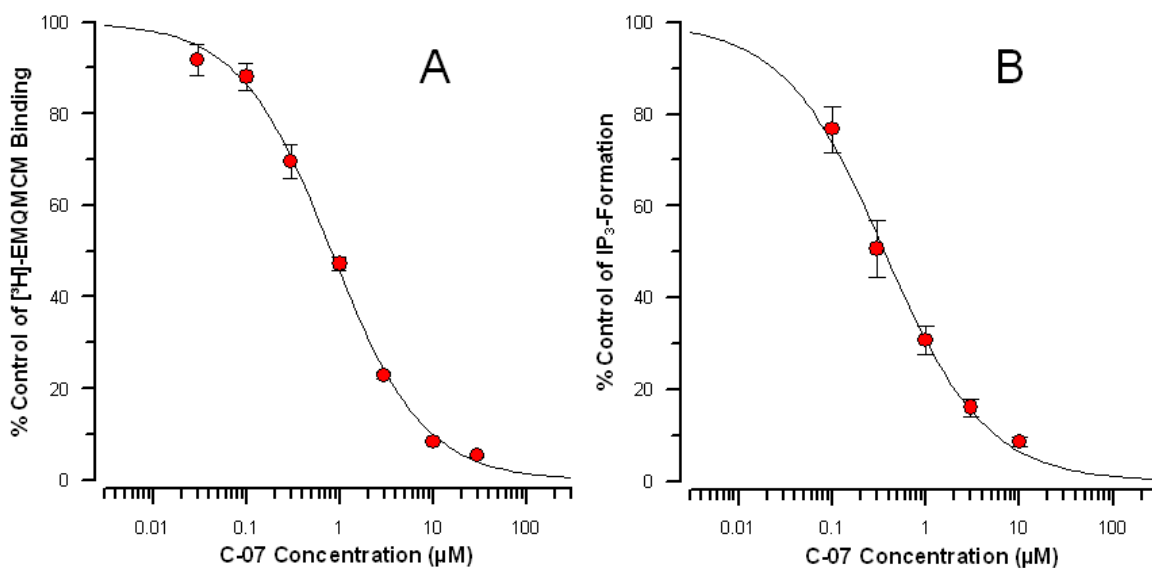 A
% Control of [³H]-EMQMCM Binding
100
80
60
40
20
0
0.01 0.1 1 10 100
C-07 Concentration (µM)
B
% Control of IP₃-Formation
100
80
60
40
20
0
0.01 0.1 1 10 100
C-07 Concentration (µM)